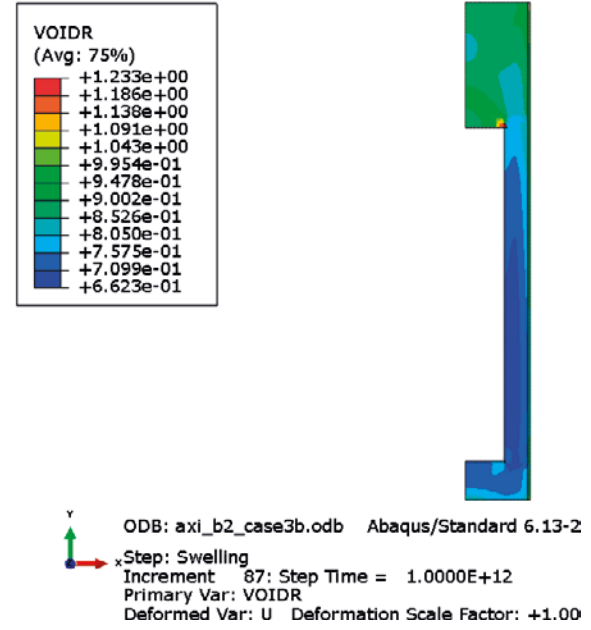 VOIDR
(Avg: 75%)
+1.233e+00
+1.186e+00
+1.138e+00
+1.091e+00
+1.043e+00
+9.954e-01
+9.478e-01
+9.002e-01
+8.526e-01
+8.050e-01
+7.575e-01
+7.099e-01
+6.623e-01
Y
X
ODB: axi_b2_case3b.odb Abaqus/Standard 6.13-2
Step: Swelling
Increment 87: Step Time = 1.0000E+12
Primary Var: VOIDR
Deformed Var: U Deformation Scale Factor: +1.00